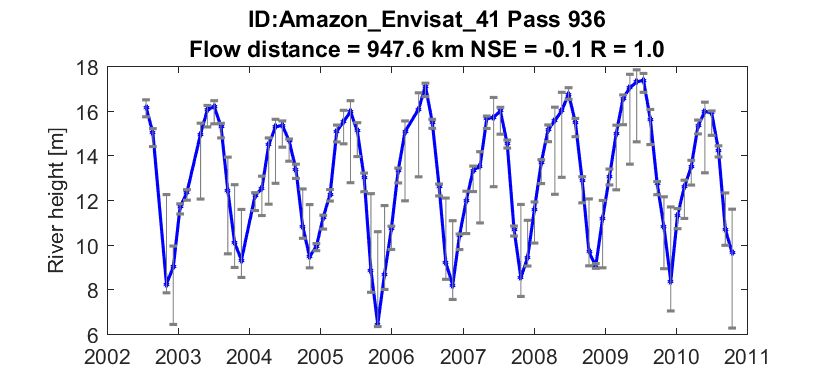 ID:Amazon_Envisat_41 Pass 936
Flow distance = 947.6 km NSE = -0.1 R = 1.0
River height [m]
18
16
14
12
10
8
6
2002 2003 2004 2005 2006 2007 2008 2009 2010 2011